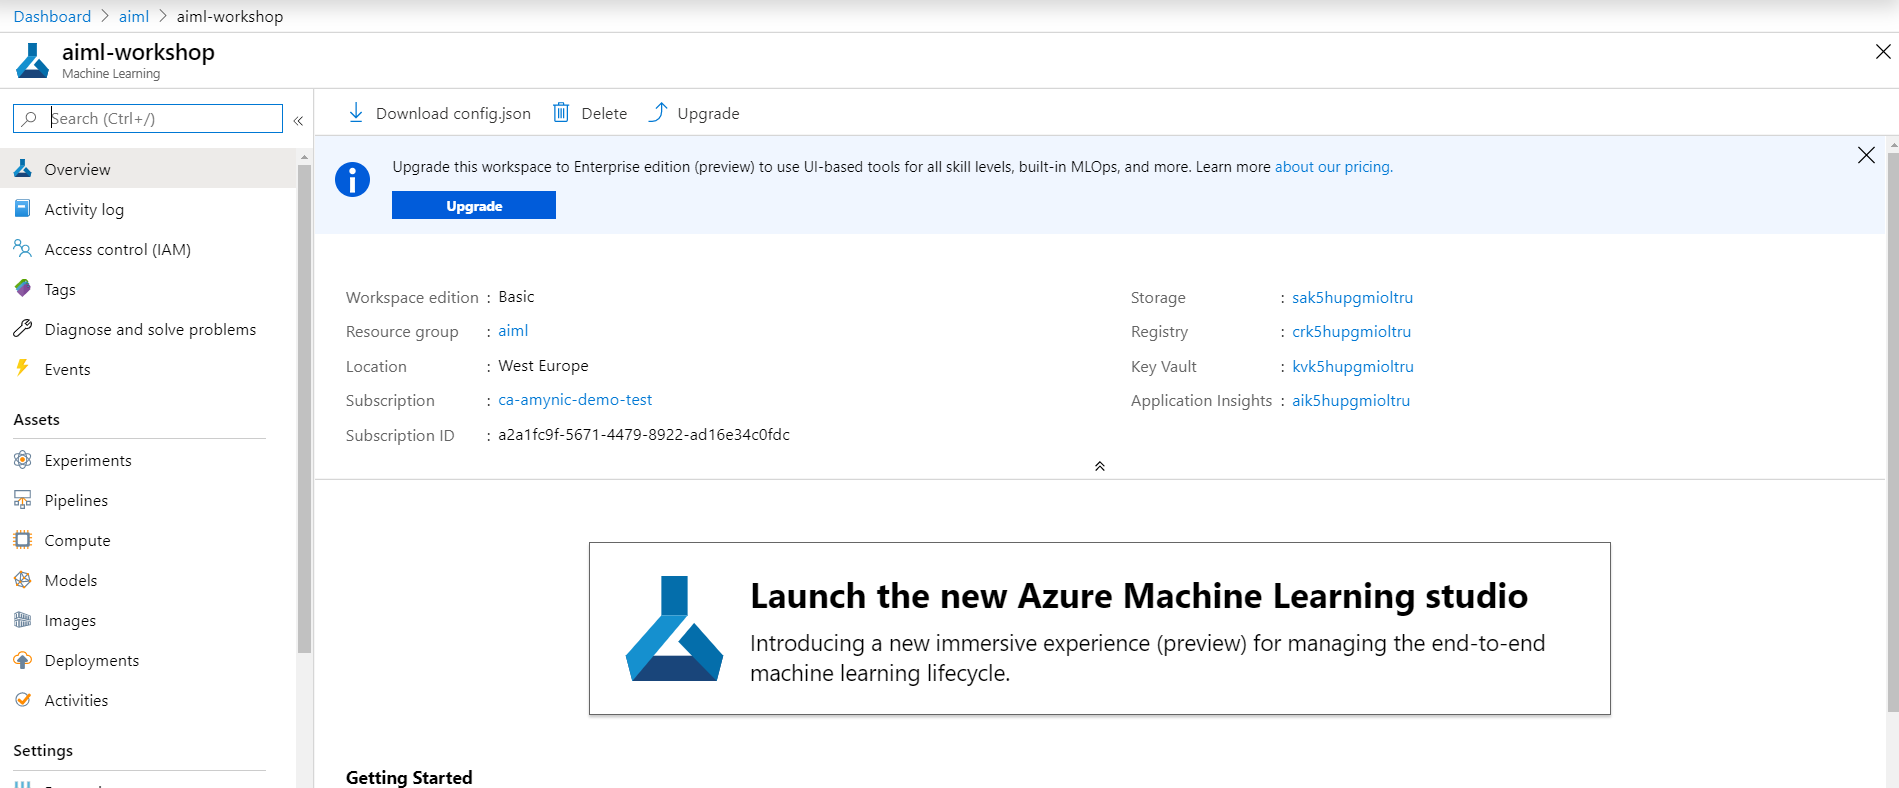 Dashboard > aiml > aiml-workshop
aiml-workshop
Machine Learning
Search (Ctrl+/)
«
Download config.json
Delete
Upgrade
Overview
Activity log
Access control (IAM)
Tags
Diagnose and solve problems
Events
Assets
Experiments
Pipelines
Compute
Models
Images
Deployments
Activities
Settings
Upgrade this workspace to Enterprise edition (preview) to use UI-based tools for all skill levels, built-in MLOps, and more. Learn more about our pricing.
Upgrade
Workspace edition : Basic
Resource group : aiml
Location : West Europe
Subscription : ca-amynic-demo-test
Subscription ID : a2a1fc9f-5671-4479-8922-ad16e34c0fdc
Storage : sak5hupgmioltru
Registry : crk5hupgmioltru
Key Vault : kvk5hupgmioltru
Application Insights : aik5hupgmioltru
Launch the new Azure Machine Learning studio
Introducing a new immersive experience (preview) for managing the end-to-end
machine learning lifecycle.
Getting Started